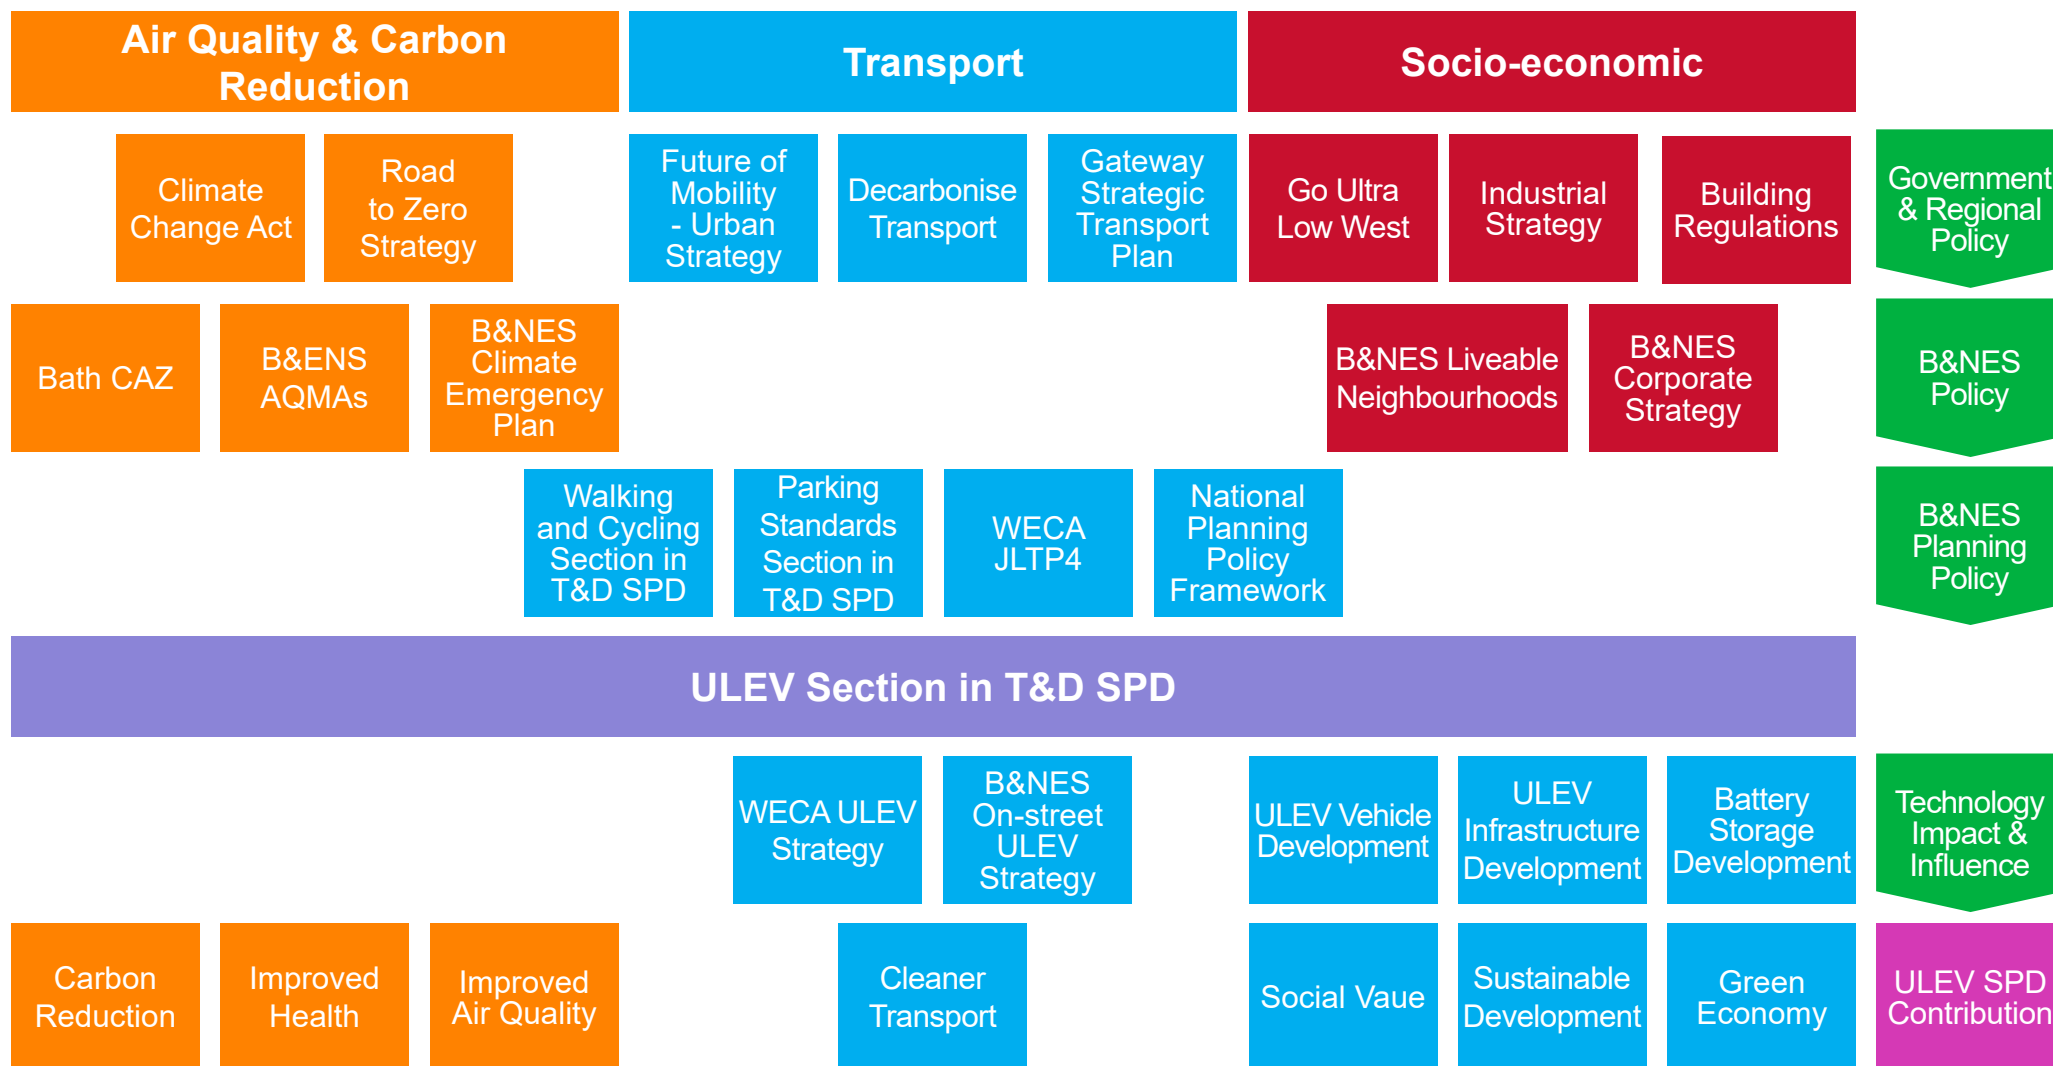 Air Quality & Carbon
Reduction
Transport
Socio-economic
Climate
Change Act
Road
to Zero
Strategy
Future of
Mobility
- Urban
Strategy
Decarbonise
Transport
Gateway
Strategic
Transport
Plan
Go Ultra
Low West
Industrial
Strategy
Building
Regulations
Government
& Regional
Policy
Bath CAZ
B&ENS
AQMAs
B&NES
Climate
Emergency
Plan
B&NES Liveable
Neighbourhoods
B&NES
Corporate
Strategy
B&NES
Policy
Walking
and Cycling
Section in
T&D SPD
Parking
Standards
Section in
T&D SPD
WECA
JLTP4
National
Planning
Policy
Framework
B&NES
Planning
Policy
ULEV Section in T&D SPD
WECA ULEV
Strategy
B&NES
On-street
ULEV
Strategy
ULEV Vehicle
Development
ULEV
Infrastructure
Development
Battery
Storage
Development
Technology
Impact &
Influence
Carbon
Reduction
Improved
Health
Improved
Air Quality
Cleaner
Transport
Social Vaue
Sustainable
Development
Green
Economy
ULEV SPD
Contribution